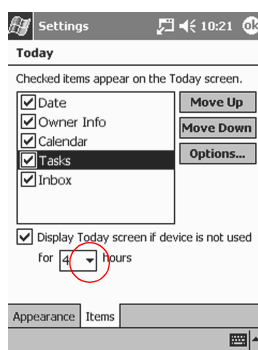 Settings 10:21 ok
Today
Checked items appear on the Today screen.
Date
Owner Info
Calendar
Tasks
Inbox
Move Up
Move Down
Options...
Display Today screen if device is not used
for 4 hours
Appearance Items